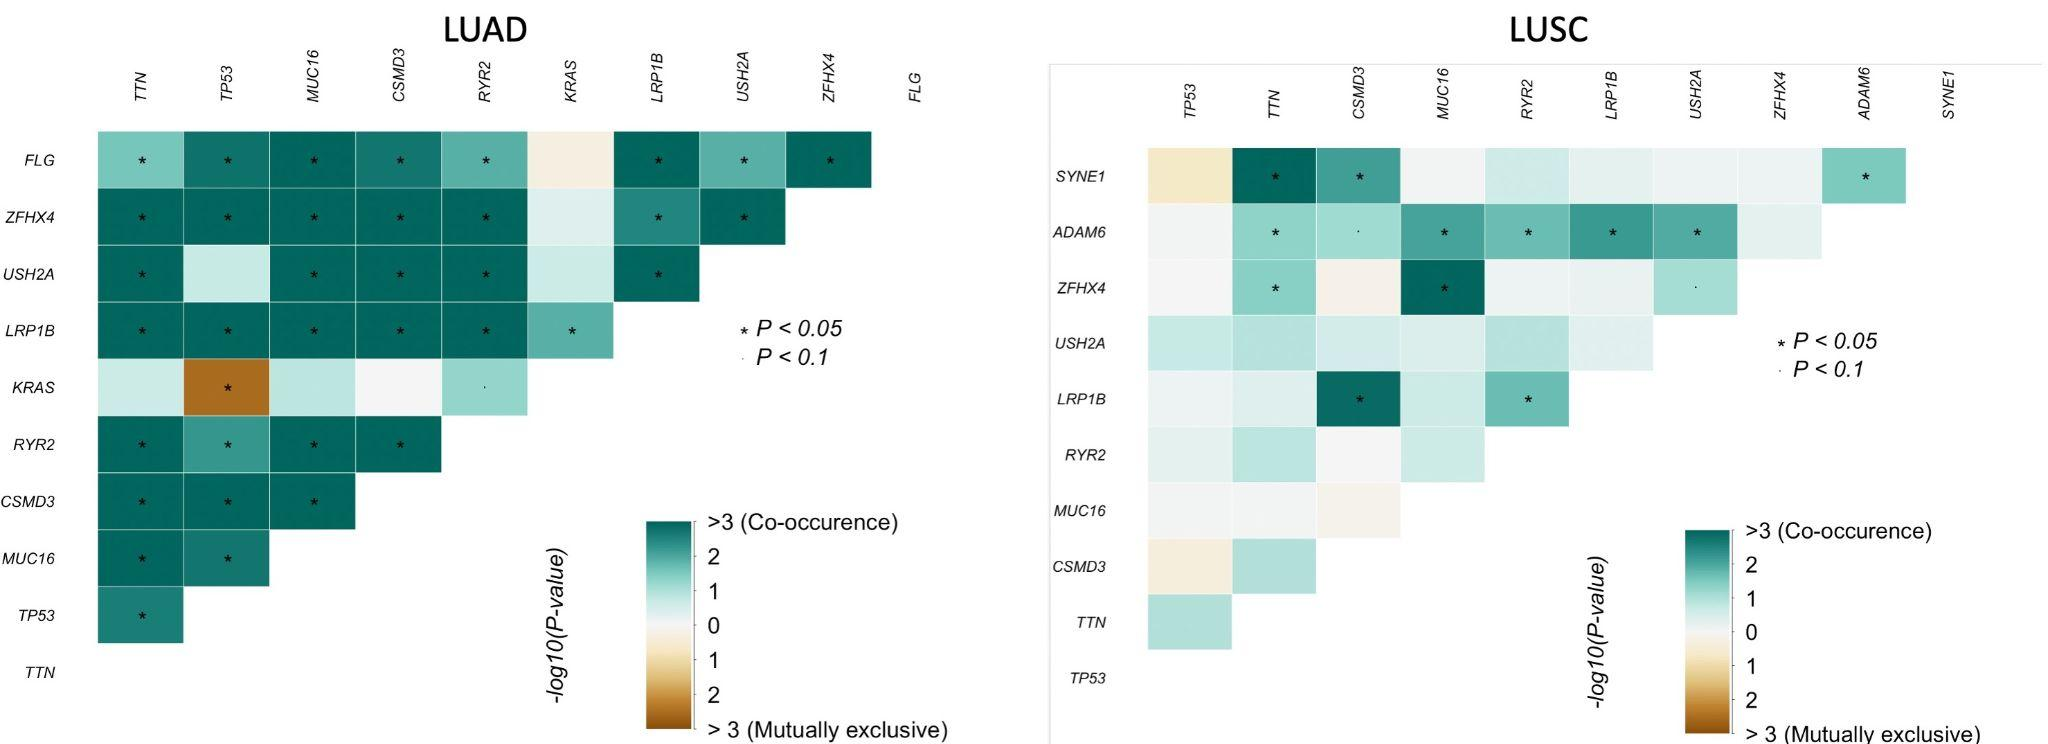 LUAD
TTN TP53 MUC16 CSMD3 RYR2 KRAS LRP1B USH2A ZFHX4 FLG
FLG * * * * * * * *
ZFHX4 * * * * * * *
USH2A * * * * *
LRP1B * * * * * *
KRAS * .
RYR2 * * * *
CSMD3 * * *
MUC16 * *
TP53 *
TTN
* P < 0.05
. P < 0.1
-log10(P-value)
>3 (Co-occurence)
2
1
0
1
2
> 3 (Mutually exclusive)
LUSC
TP53 TTN CSMD3 MUC16 RYR2 LRP1B USH2A ZFHX4 ADAM6 SYNE1
SYNE1 * * *
ADAM6 * . * * * *
ZFHX4 * * .
USH2A
LRP1B * *
RYR2
MUC16
CSMD3
TTN
TP53
* P < 0.05
. P < 0.1
-log10(P-value)
>3 (Co-occurence)
2
1
0
1
2
> 3 (Mutually exclusive)